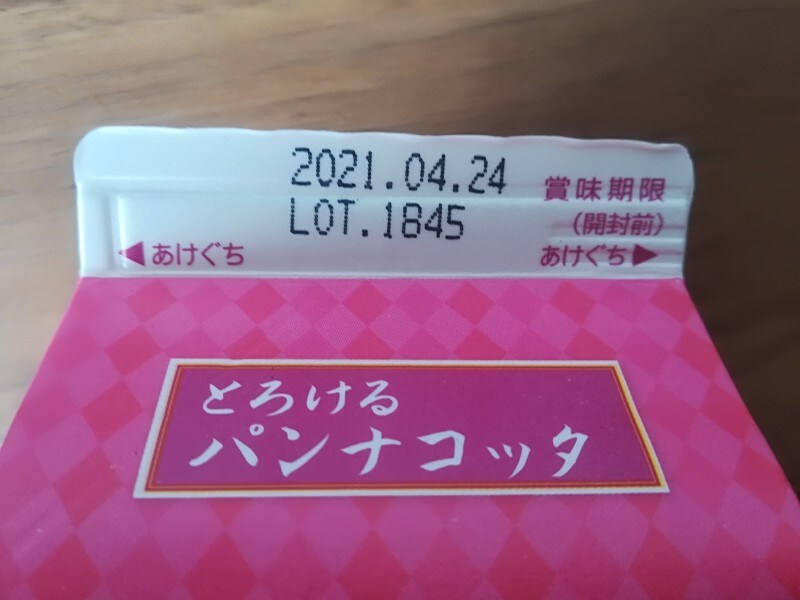 2021.04.24
賞味期限
LOT.1845
(開封前)
◀あけぐち
あけぐち▶
とろける
パンナコッタ